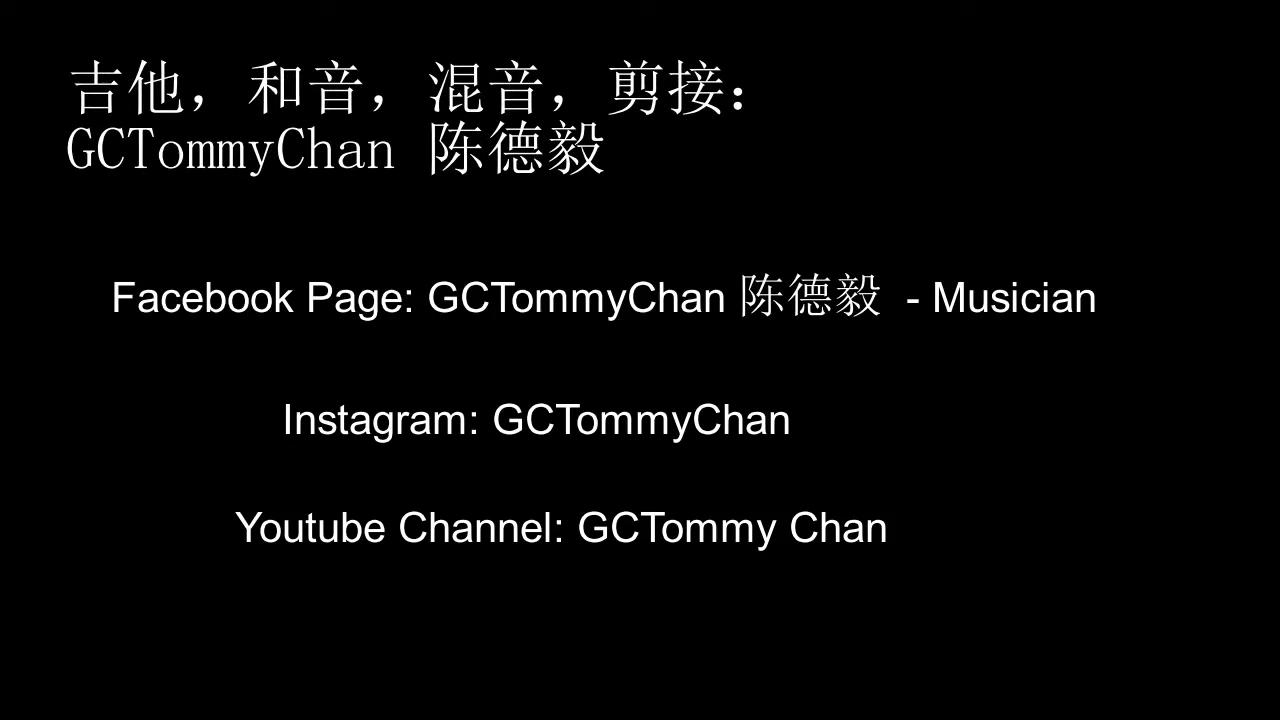 吉他，和音，混音，剪接：
GCTommyChan 陈德毅
Facebook Page: GCTommyChan 陈德毅 - Musician
Instagram: GCTommyChan
Youtube Channel: GCTommy Chan